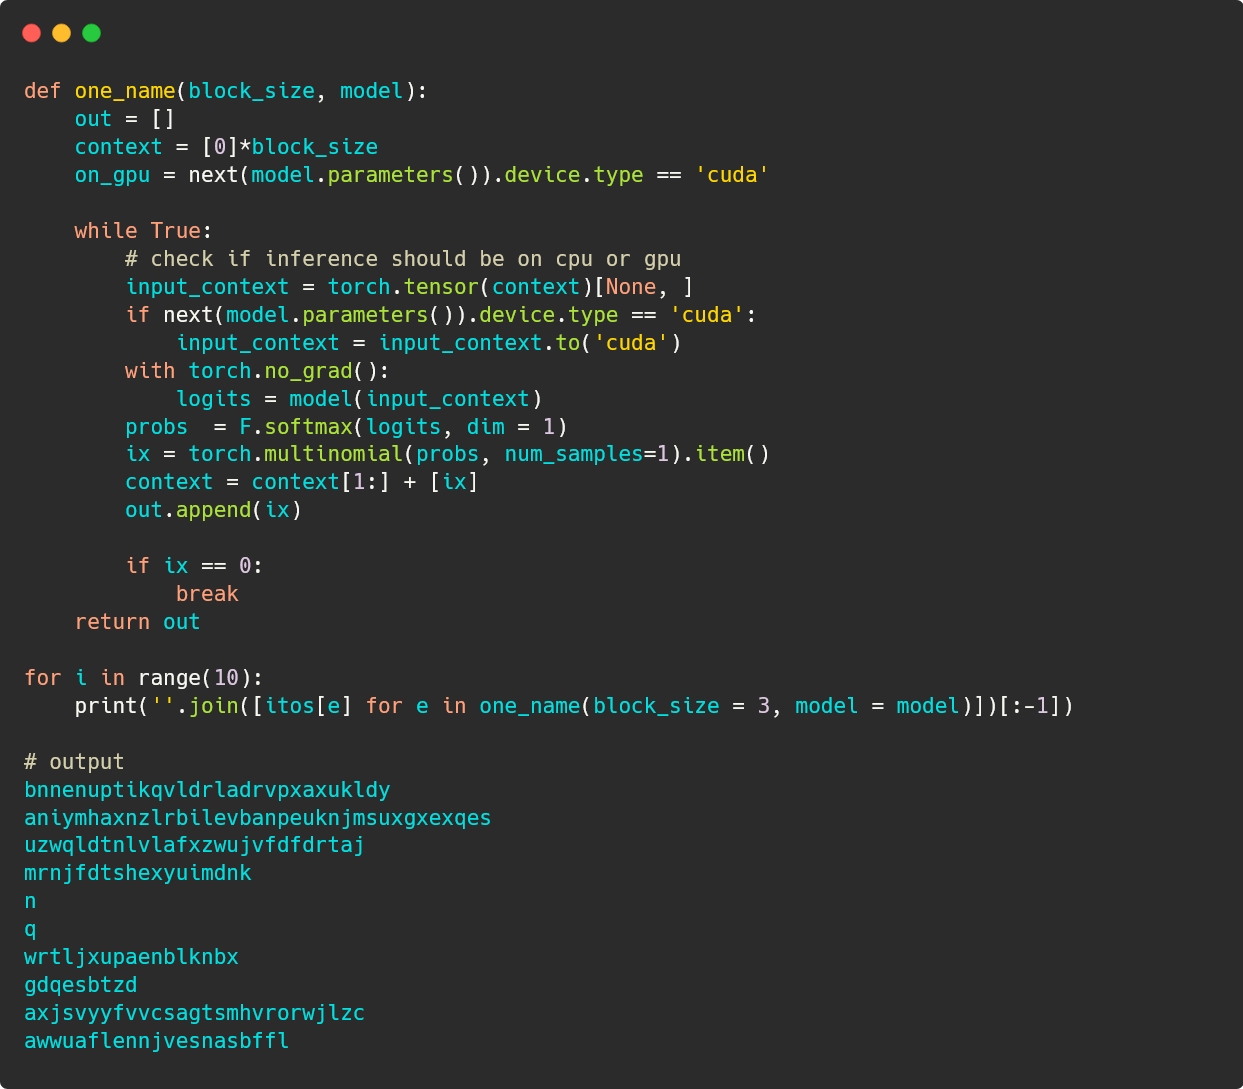 def one_name(block_size, model):
    out = []
    context = [0]*block_size
    on_gpu = next(model.parameters()).device.type == 'cuda'

    while True:
        # check if inference should be on cpu or gpu
        input_context = torch.tensor(context)[None, ]
        if next(model.parameters()).device.type == 'cuda':
            input_context = input_context.to('cuda')
        with torch.no_grad():
            logits = model(input_context)
        probs  = F.softmax(logits, dim = 1)
        ix = torch.multinomial(probs, num_samples=1).item()
        context = context[1:] + [ix]
        out.append(ix)

        if ix == 0:
            break
    return out

for i in range(10):
    print(''.join([itos[e] for e in one_name(block_size = 3, model = model)])[:-1])

# output
bnnenuptikqvldrladrvpxaxukldy
aniymhaxnzlrbilevbanpeuknjmsuxgxexqes
uzwqldtnlvlafxzwujvfdfdrtaj
mrnjfdtshexyuimdnk
n
q
wrtljxupaenblknbx
gdqesbtzd
axjsvyyfvvcsagtsmhvrorwjlzc
awwuaflennjvesnasbffl